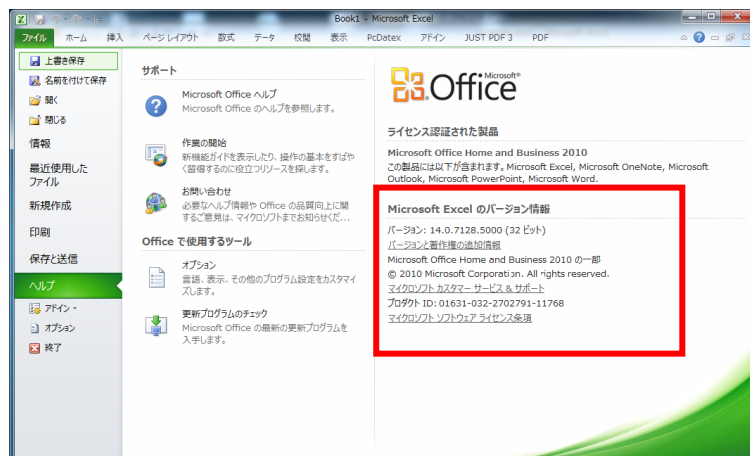 Book1 - Microsoft Excel
ファイル ホーム 挿入 ページ レイアウト 数式 データ 校閲 表示 PcDatex アドイン JUST PDF 3 PDF
上書き保存
名前を付けて保存
開く
閉じる
情報
最近使用した
ファイル
新規作成
印刷
保存と送信
ヘルプ
アドイン
オプション
終了
サポート
Microsoft Office ヘルプ
Microsoft Office のヘルプを参照します。
作業の開始
新機能ガイドを表示したり、操作の基本をすばや
く習得するのに役立つリソースを探します。
お問い合わせ
必要なヘルプ情報や Office の品質向上に関
するご意見は、マイクロソフトまでお知らせくだ...
Office で使用するツール
オプション
言語、表示、その他のプログラム設定をカスタマイ
ズします。
更新プログラムのチェック
Microsoft Office の最新の更新プログラムを
入手します。
Microsoft®
Office
ライセンス認証された製品
Microsoft Office Home and Business 2010
この製品には以下が含まれます。Microsoft Excel, Microsoft OneNote, Microsoft
Outlook, Microsoft PowerPoint, Microsoft Word.
Microsoft Excel のバージョン情報
バージョン: 14.0.7128.5000 (32 ビット)
バージョンと著作権の追加情報
Microsoft Office Home and Business 2010 の一部
© 2010 Microsoft Corporation. All rights reserved.
マイクロソフト カスタマー サービス & サポート
プロダクト ID: 01631-032-2702791-11768
マイクロソフト ソフトウェア ライセンス条項